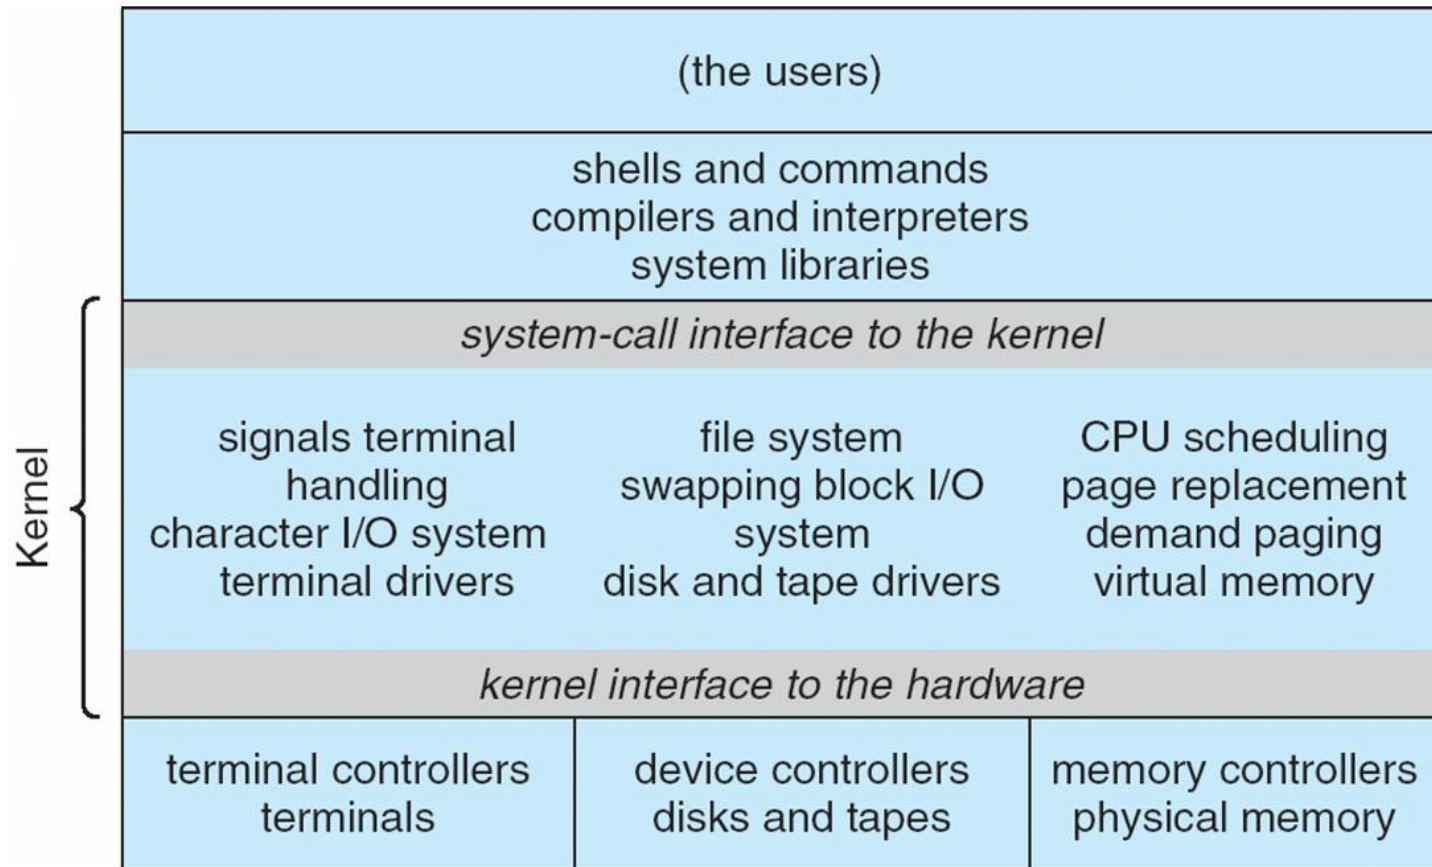 (the users)
shells and commands
compilers and interpreters
system libraries
Kernel
system-call interface to the kernel
signals terminal
handling
character I/O system
terminal drivers
file system
swapping block I/O
system
disk and tape drivers
CPU scheduling
page replacement
demand paging
virtual memory
kernel interface to the hardware
terminal controllers
terminals
device controllers
disks and tapes
memory controllers
physical memory